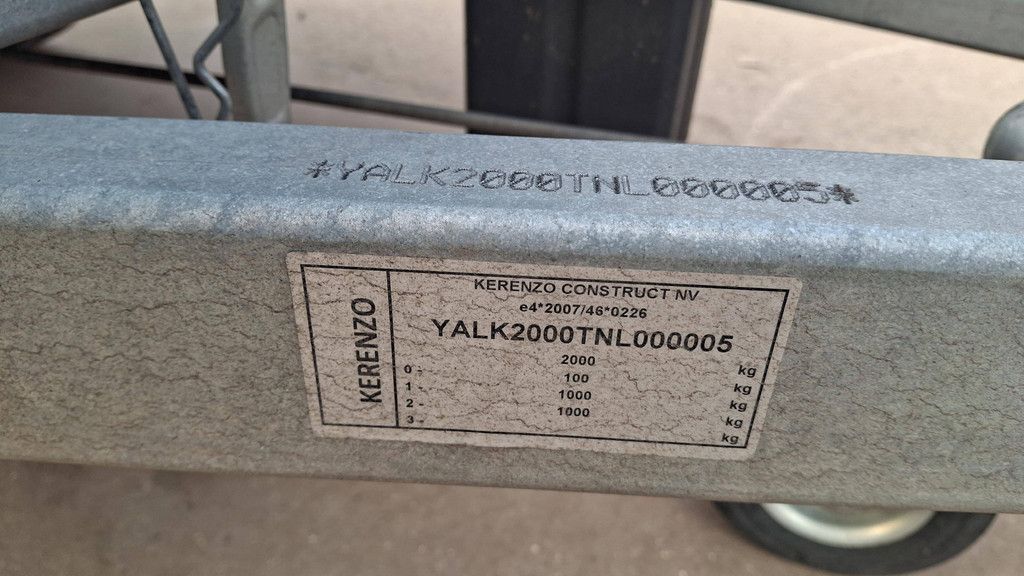 *YALK2000TNL000005*
KERENZO
KERENZO CONSTRUCT NV
e4*2007/46*0226
YALK2000TNL000005
2000 kg
0 - 100 kg
1 - 1000 kg
2 - 1000 kg
3 - kg